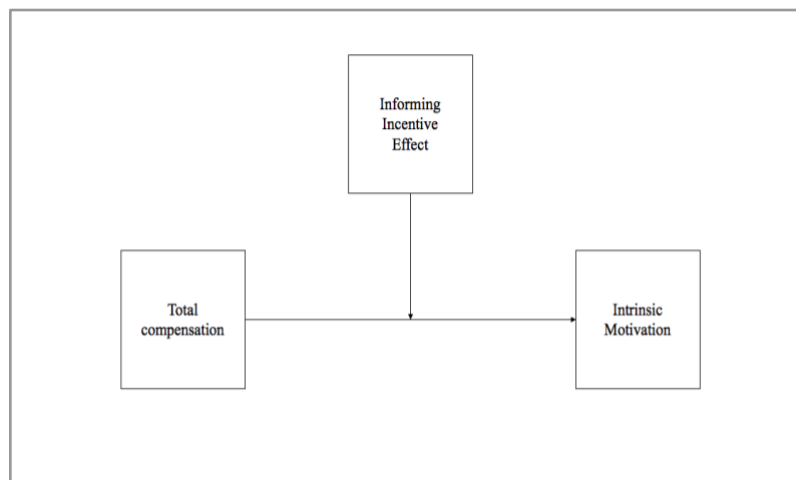 Informing
Incentive
Effect
Total
compensation
Intrinsic
Motivation